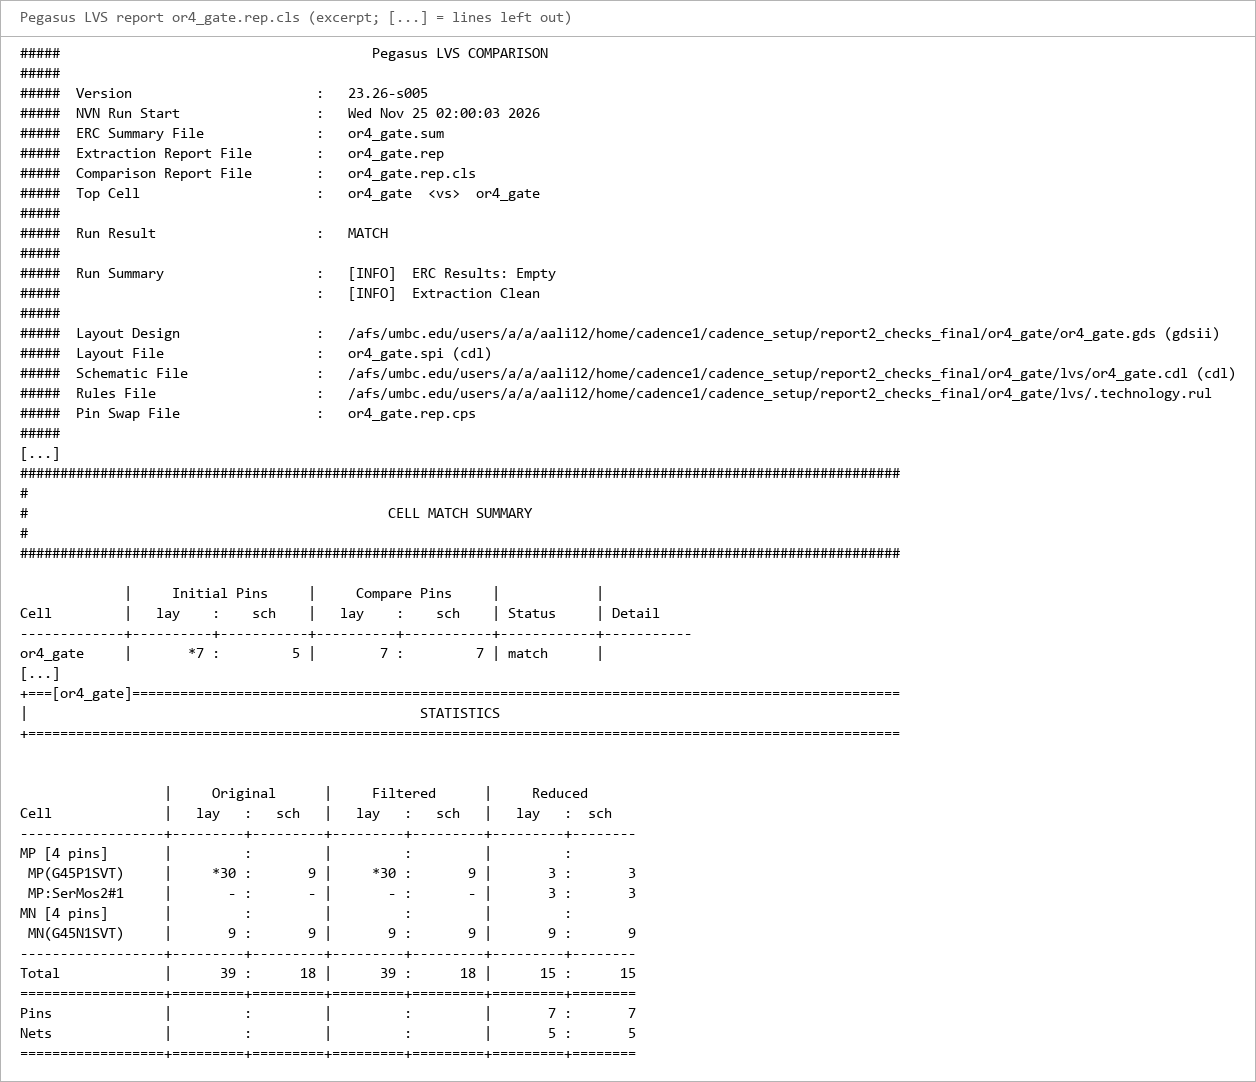 Pegasus LVS report or4_gate.rep.cls (excerpt; [...] = lines left out)
#####                                       Pegasus LVS COMPARISON
#####
#####  Version                       :   23.26-s005
#####  NVN Run Start                 :   Wed Nov 25 02:00:03 2026
#####  ERC Summary File              :   or4_gate.sum
#####  Extraction Report File        :   or4_gate.rep
#####  Comparison Report File        :   or4_gate.rep.cls
#####  Top Cell                      :   or4_gate  <vs>  or4_gate
#####
#####  Run Result                    :   MATCH
#####
#####  Run Summary                   :   [INFO]  ERC Results: Empty
#####                                :   [INFO]  Extraction Clean
#####
#####  Layout Design                 :   /afs/umbc.edu/users/a/a/aali12/home/cadence1/cadence_setup/report2_checks_final/or4_gate/or4_gate.gds (gdsii)
#####  Layout File                   :   or4_gate.spi (cdl)
#####  Schematic File                :   /afs/umbc.edu/users/a/a/aali12/home/cadence1/cadence_setup/report2_checks_final/or4_gate/lvs/or4_gate.cdl (cdl)
#####  Rules File                    :   /afs/umbc.edu/users/a/a/aali12/home/cadence1/cadence_setup/report2_checks_final/or4_gate/lvs/.technology.rul
#####  Pin Swap File                 :   or4_gate.rep.cps
#####
[...]
##############################################################################################################
#
#                                             CELL MATCH SUMMARY
#
##############################################################################################################

             |     Initial Pins     |     Compare Pins     |            |
Cell         |   lay    :    sch    |   lay    :    sch    | Status     | Detail
-------------+----------+-----------+----------+-----------+------------+-----------
or4_gate     |       *7 :         5 |        7 :         7 | match      |
[...]
+===[or4_gate]================================================================================================
|                                                 STATISTICS
+=============================================================================================================


                  |     Original      |     Filtered      |     Reduced
Cell              |   lay   :   sch   |   lay   :   sch   |   lay   :  sch
------------------+---------+---------+---------+---------+---------+--------
MP [4 pins]       |         :         |         :         |         :
 MP(G45P1SVT)     |     *30 :       9 |     *30 :       9 |       3 :       3
 MP:SerMos2#1     |       - :       - |       - :       - |       3 :       3
MN [4 pins]       |         :         |         :         |         :
 MN(G45N1SVT)     |       9 :       9 |       9 :       9 |       9 :       9
------------------+---------+---------+---------+---------+---------+--------
Total             |      39 :      18 |      39 :      18 |      15 :      15
==================+=========+=========+=========+=========+=========+========
Pins              |         :         |         :         |       7 :       7
Nets              |         :         |         :         |       5 :       5
==================+=========+=========+=========+=========+=========+========